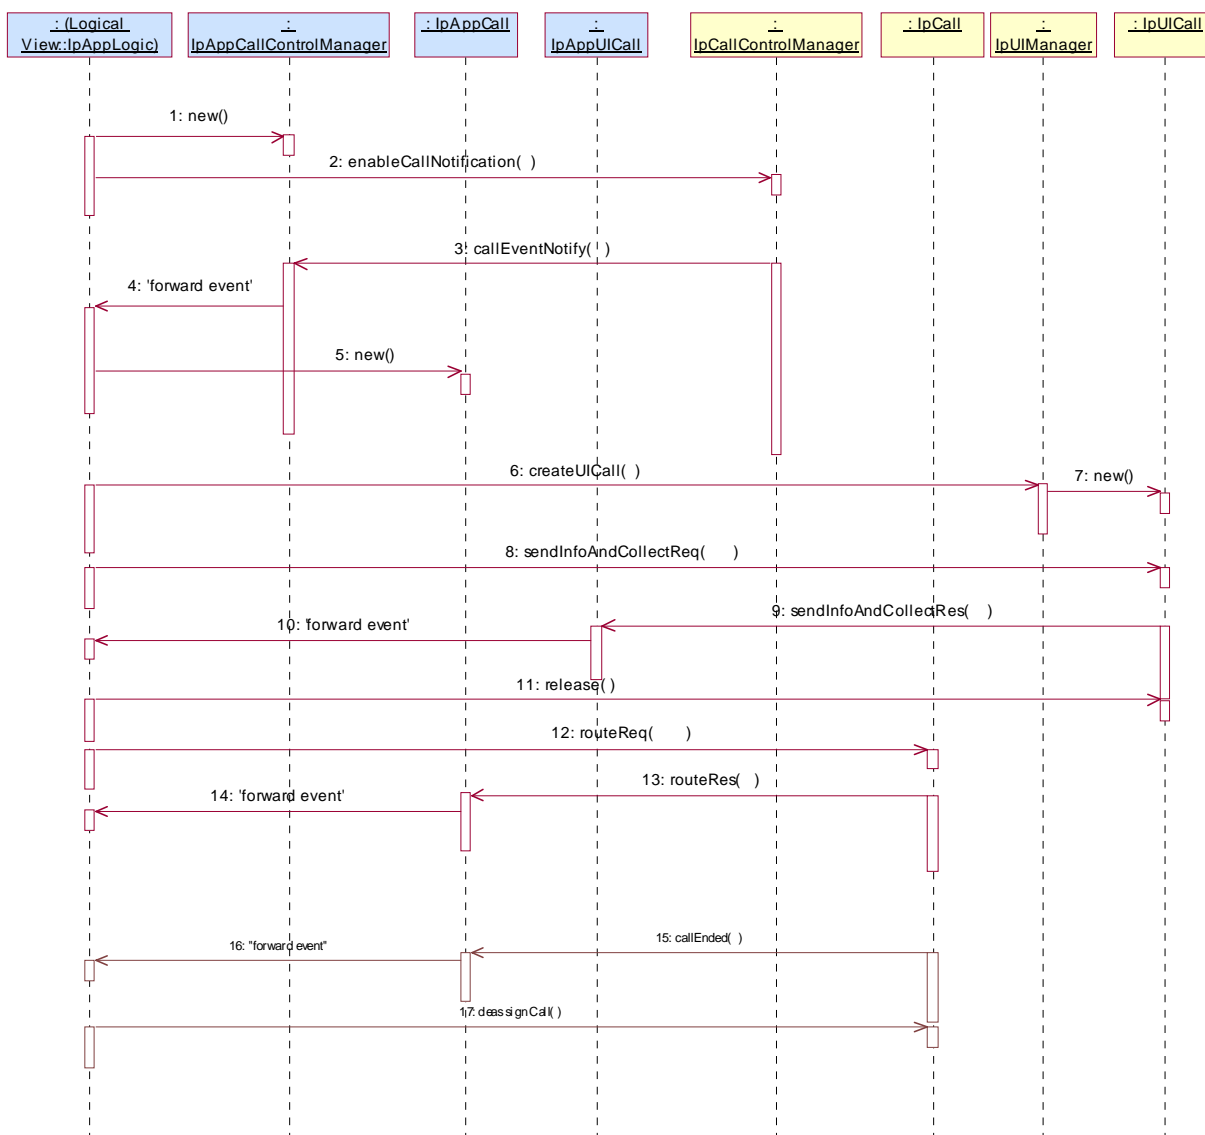 : (Logical
View::IpAppLogic)
:
IpAppCallControlManager
: IpAppCall
:
IpAppUICall
:
IpCallControlManager
: IpCall
:
IpUIManager
: IpUICall
1: new()
2: enableCallNotification( )
3: callEventNotify( )
4: 'forward event'
5: new()
6: createUICall( )
7: new()
8: sendInfoAndCollectReq( )
9: sendInfoAndCollectRes( )
10: 'forward event'
11: release( )
12: routeReq( )
13: routeRes( )
14: 'forward event'
15: callEnded( )
16: "forward event"
17: deassignCall( )